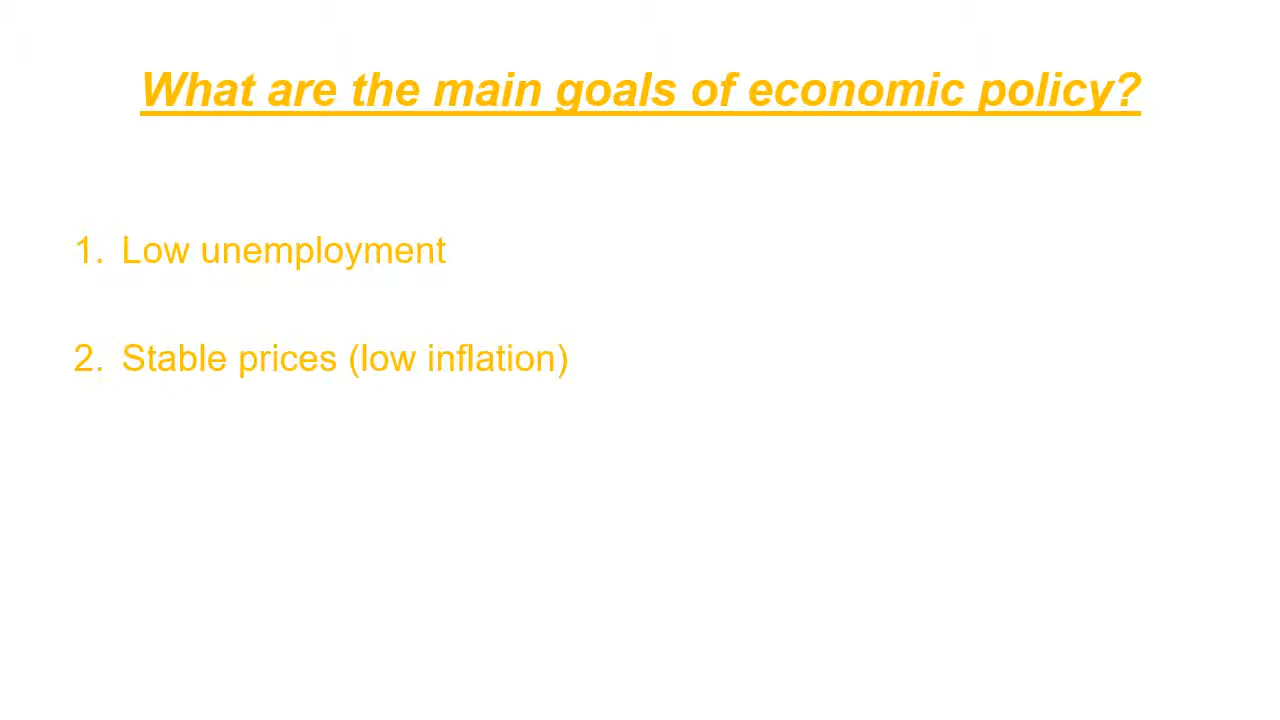 What are the main goals of economic policy?
1. Low unemployment
2. Stable prices (low inflation)